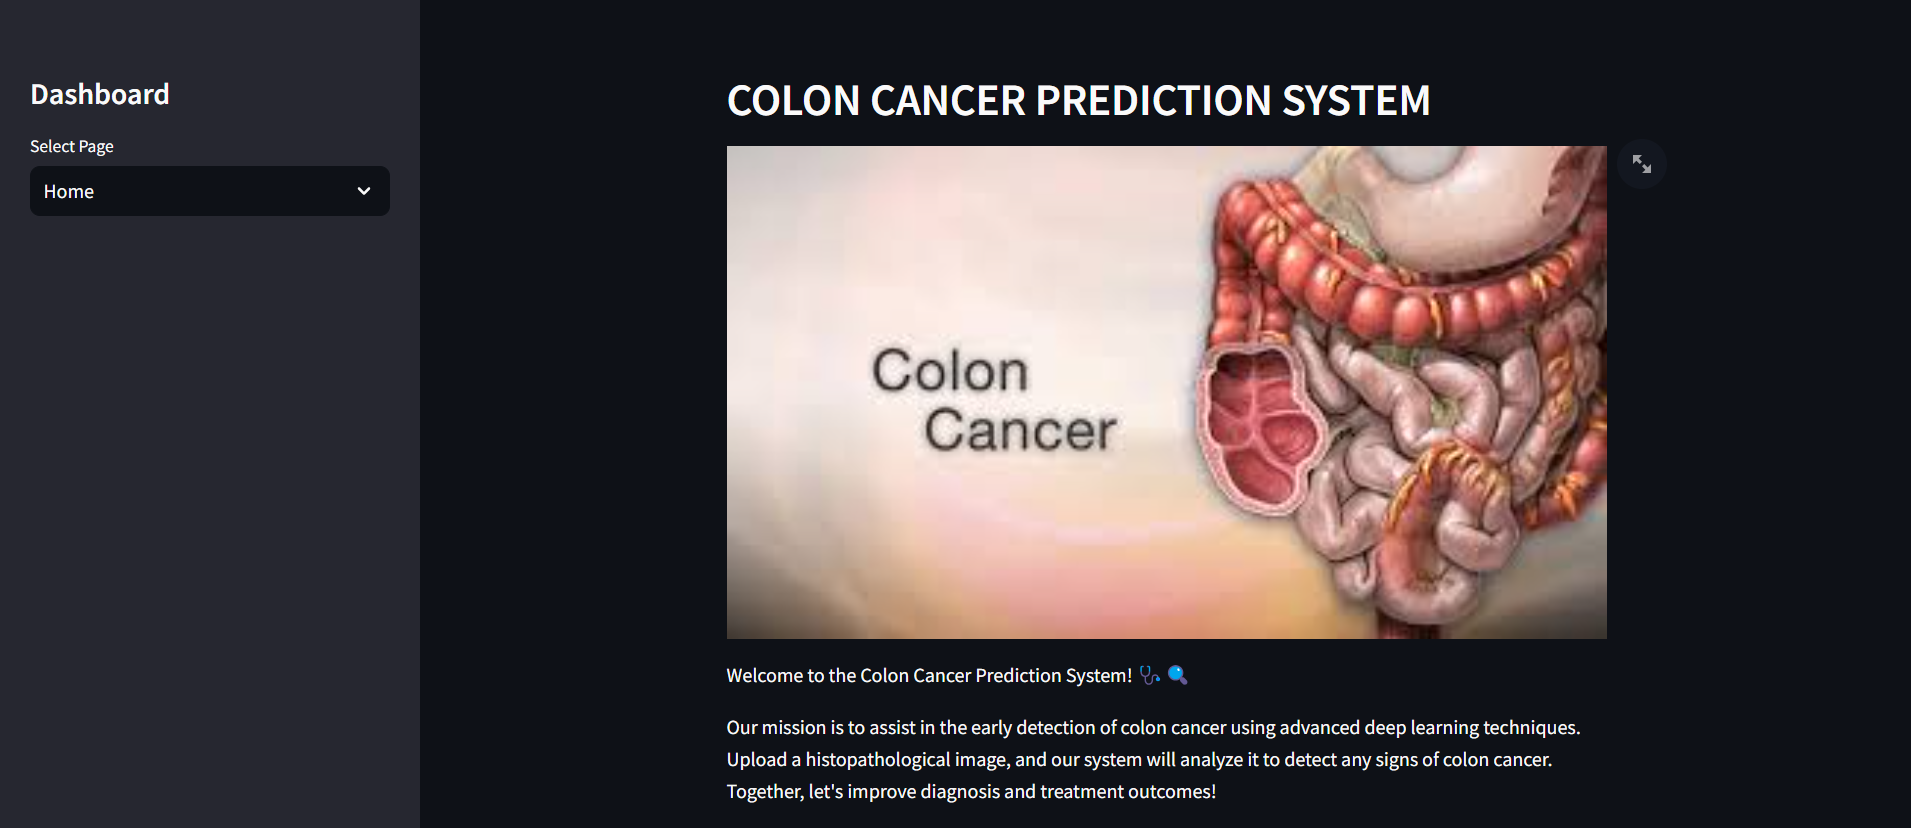 Dashboard
Select Page
Home
COLON CANCER PREDICTION SYSTEM
Colon
Cancer
Welcome to the Colon Cancer Prediction System! 🩺 🔍
Our mission is to assist in the early detection of colon cancer using advanced deep learning techniques.
Upload a histopathological image, and our system will analyze it to detect any signs of colon cancer.
Together, let's improve diagnosis and treatment outcomes!